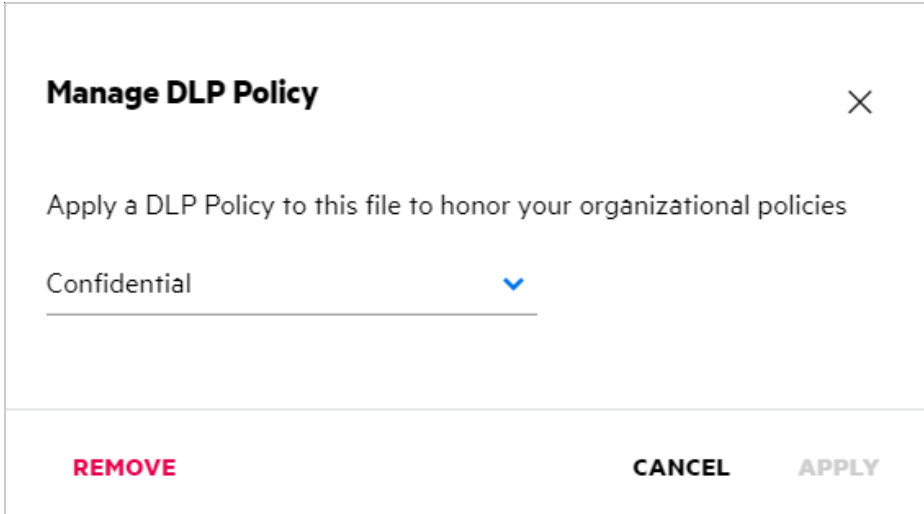 Manage DLP Policy
Apply a DLP Policy to this file to honor your organizational policies
Confidential
REMOVE
CANCEL
APPLY